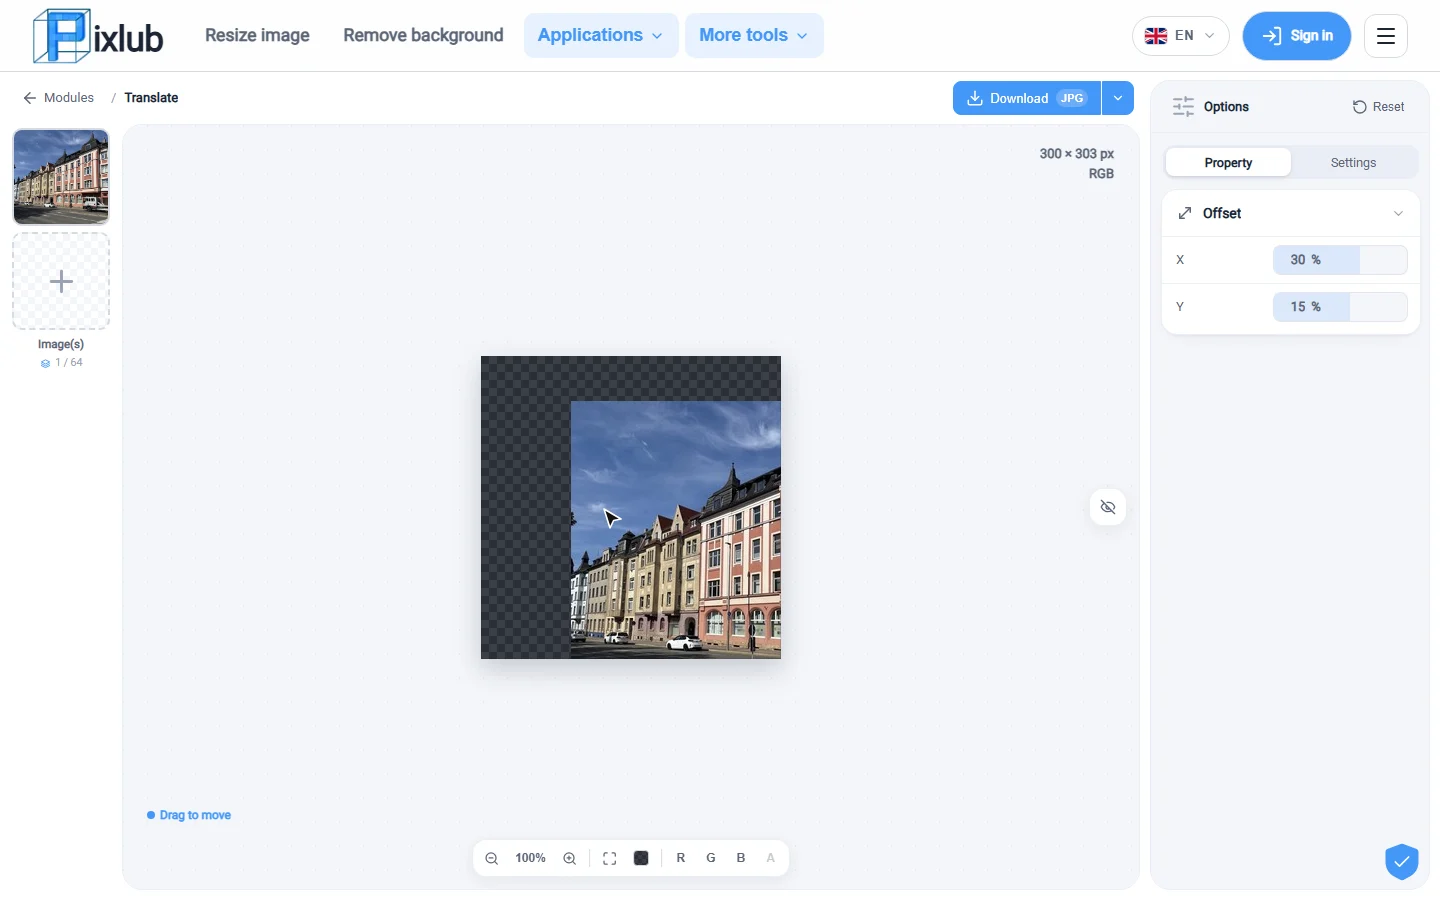 Pixlub
Resize image
Remove background
Applications
More tools
EN
Sign in
Modules / Translate
Download JPG
300 × 303 px
RGB
Image(s)
1 / 64
Drag to move
100%
R G B A
Options
Reset
Property
Settings
Offset
X
30 %
Y
15 %